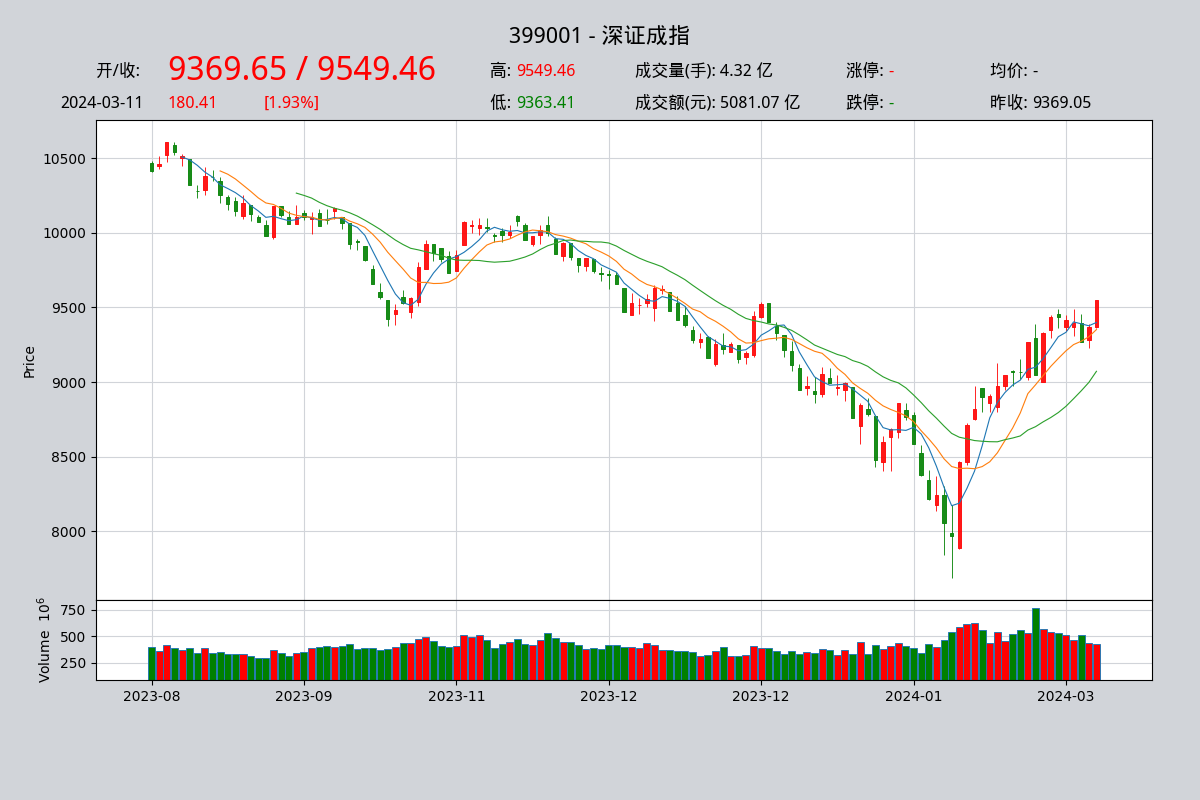 399001 - 深证成指
开/收: 9369.65 / 9549.46 高: 9549.46 成交量(手): 4.32 亿 涨停: - 均价: -
2024-03-11 180.41 [1.93%] 低: 9363.41 成交额(元): 5081.07 亿 跌停: - 昨收: 9369.05
Price
10500
10000
9500
9000
8500
8000
Volume 10^6
750
500
250
2023-08 2023-09 2023-11 2023-12 2023-12 2024-01 2024-03